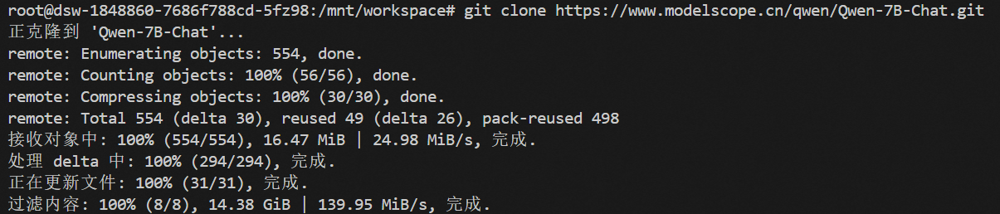 root@dsw-1848860-7686f788cd-5fz98:/mnt/workspace# git clone https://www.modelscope.cn/qwen/Qwen-7B-Chat.git
正克隆到 'Qwen-7B-Chat'...
remote: Enumerating objects: 554, done.
remote: Counting objects: 100% (56/56), done.
remote: Compressing objects: 100% (30/30), done.
remote: Total 554 (delta 30), reused 49 (delta 26), pack-reused 498
接收对象中: 100% (554/554), 16.47 MiB | 24.98 MiB/s, 完成.
处理 delta 中: 100% (294/294), 完成.
正在更新文件: 100% (31/31), 完成.
过滤内容: 100% (8/8), 14.38 GiB | 139.95 MiB/s, 完成.